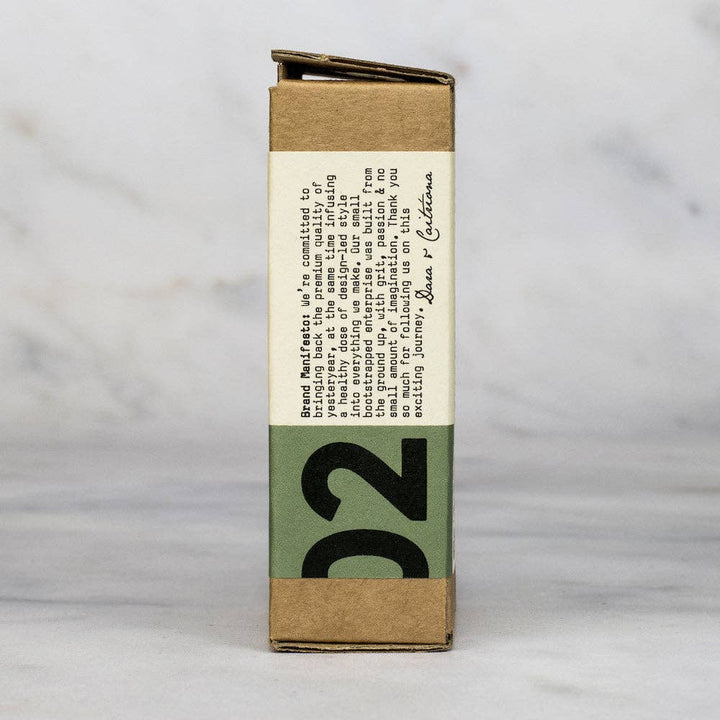 Brand Manifesto: We're committed to
bringing back the premium quality of
yesteryear, at the same time infusing
a healthy dose of design-led style
into everything we make. Our small
bootstrapped enterprise was built from
the ground up, with grit, passion & no
small amount of imagination. Thank you
so much for following us on this
exciting journey. Dara & Caitriona
02